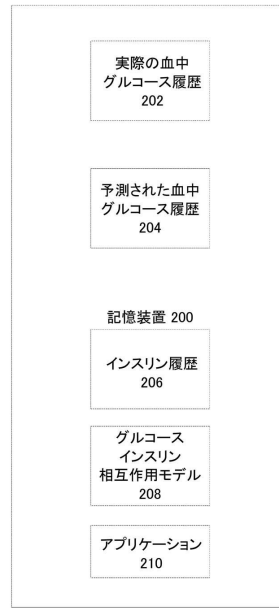 実際の血中
グルコース履歴
202
予測された血中
グルコース履歴
204
記憶装置 200
インスリン履歴
206
グルコース
インスリン
相互作用モデル
208
アプリケーション
210